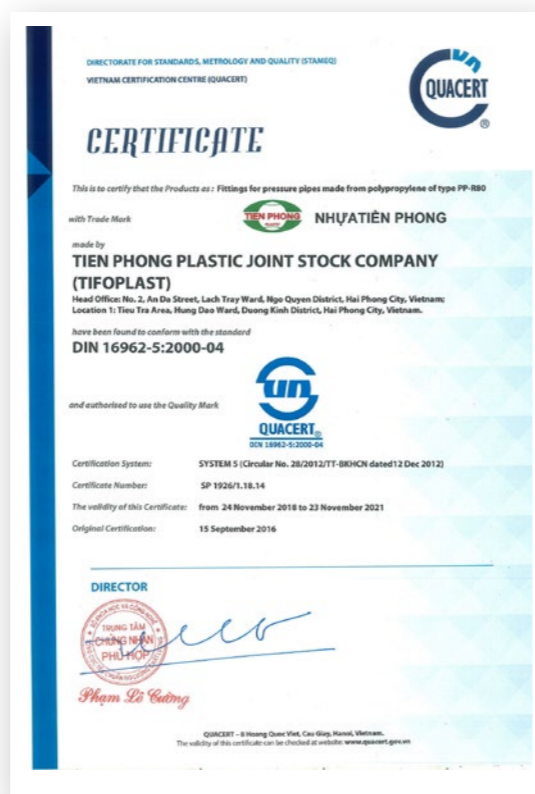 DIRECTORATE FOR STANDARDS, METROLOGY AND QUALITY (STAMEQ)
VIETNAM CERTIFICATION CENTRE (QUACERT)
QUACERT
®
CERTIFICATE
This is to certify that the Products as : Fittings for pressure pipes made from polypropylene of type PP-R80
with Trade Mark
TIEN PHONG
PLASTIC
NHỰA TIỀN PHONG
made by
TIEN PHONG PLASTIC JOINT STOCK COMPANY
(TIFOPLAST)
Head Office: No. 2, An Da Street, Lach Tray Ward, Ngo Quyen District, Hai Phong City, Vietnam;
Location 1: Tieu Tra Area, Hung Dao Ward, Duong Kinh District, Hai Phong City, Vietnam.
have been found to conform with the standard
DIN 16962-5:2000-04
and authorised to use the Quality Mark
QUACERT®
DIN 16962-5:2000-04
Certification System: SYSTEM 5 (Circular No. 28/2012/TT-BKHCN dated12 Dec 2012)
Certificate Number: SP 1926/1.18.14
The validity of this Certificate: from 24 November 2018 to 23 November 2021
Original Certification: 15 September 2016
DIRECTOR
TRUNG TÂM
CHỨNG NHẬN
PHÙ HỢP
Phạm Lê Cường
QUACERT – 8 Hoang Quoc Viet, Cau Giay, Hanoi, Vietnam.
The validity of this certificate can be checked at website: www.quacert.gov.vn